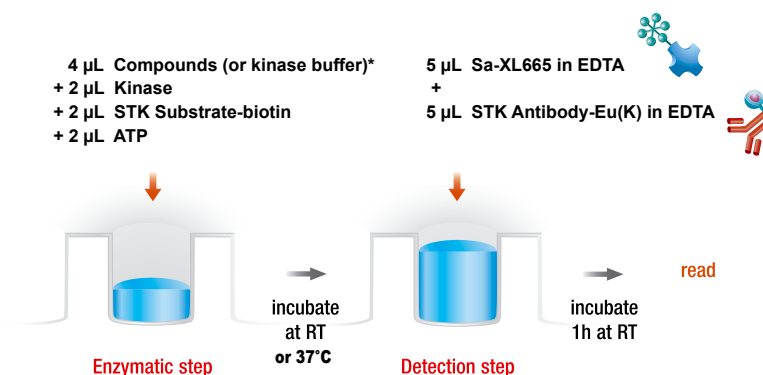 4 µL Compounds (or kinase buffer)*
+ 2 µL Kinase
+ 2 µL STK Substrate-biotin
+ 2 µL ATP
5 µL Sa-XL665 in EDTA
+
5 µL STK Antibody-Eu(K) in EDTA
incubate
at RT
or 37°C
incubate
1h at RT
read
Enzymatic step
Detection step